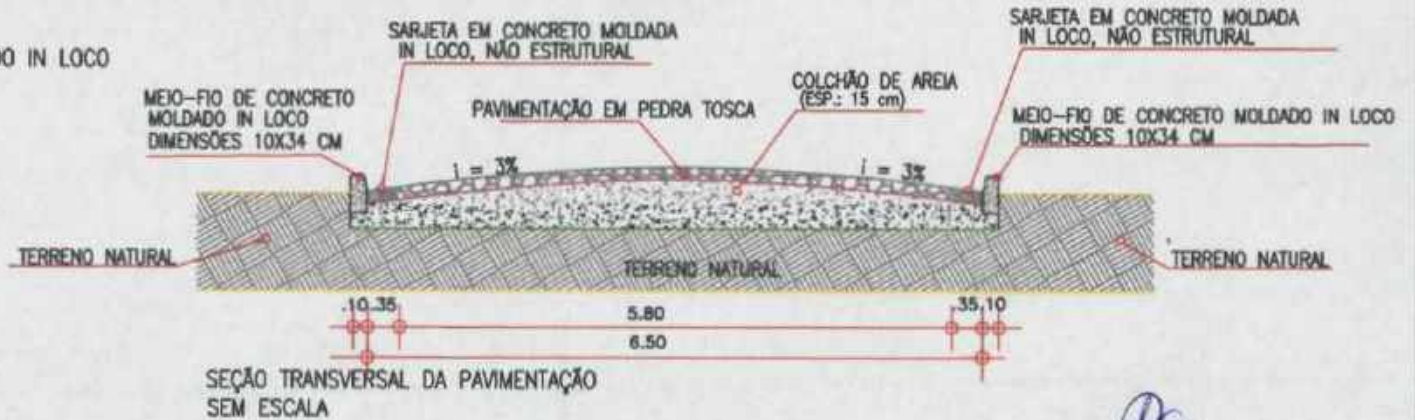 SARJETA EM CONCRETO MOLDADA
IN LOCO, NÃO ESTRUTURAL
SARJETA EM CONCRETO MOLDADA
IN LOCO, NÃO ESTRUTURAL
IN LOCO
MEIO-FIO DE CONCRETO
MOLDADO IN LOCO
DIMENSÕES 10X34 CM
PAVIMENTAÇÃO EM PEDRA TOSCA
COLCHÃO DE AREIA
(ESP.: 15 cm)
MEIO-FIO DE CONCRETO MOLDADO IN LOCO
DIMENSÕES 10X34 CM
i = 3%
i = 3%
TERRENO NATURAL
TERRENO NATURAL
TERRENO NATURAL
.10 .35 5.80 .35 .10
6.50
SEÇÃO TRANSVERSAL DA PAVIMENTAÇÃO
SEM ESCALA